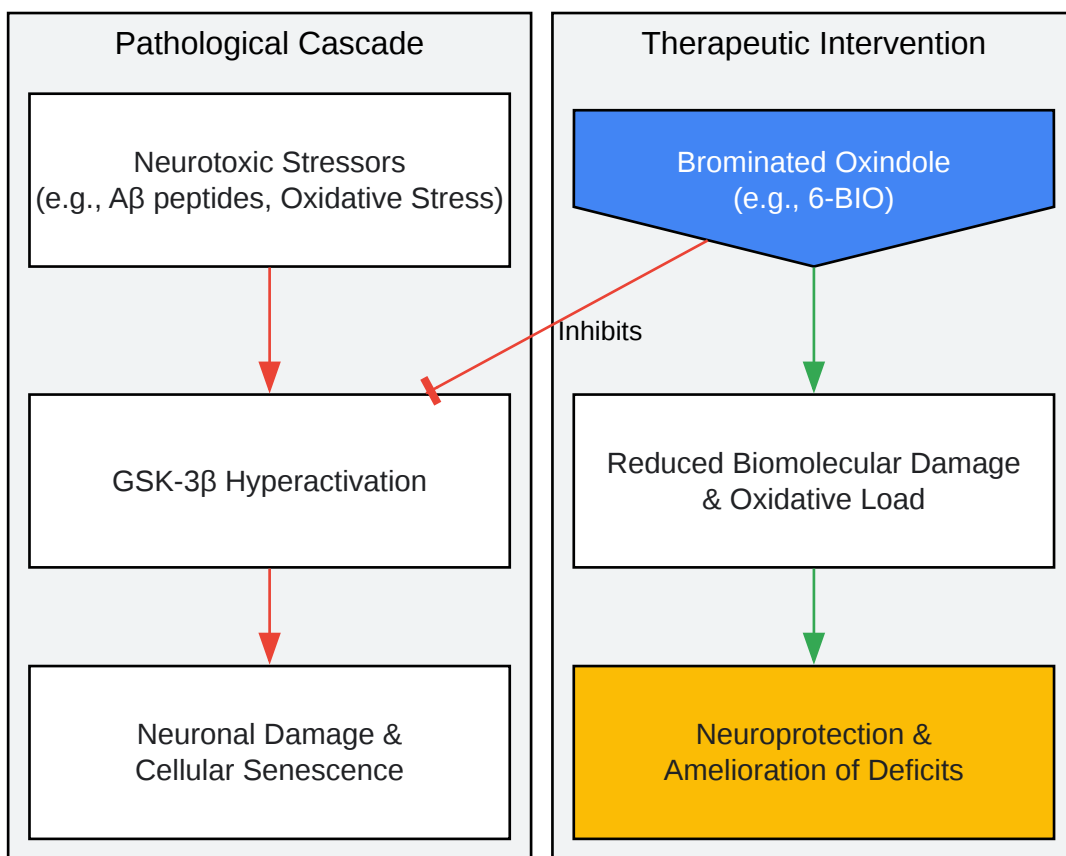 Pathological Cascade
Neurotoxic Stressors
(e.g., Aβ peptides, Oxidative Stress)
GSK-3β Hyperactivation
Neuronal Damage &
Cellular Senescence
Therapeutic Intervention
Brominated Oxindole
(e.g., 6-BIO)
Inhibits
Reduced Biomolecular Damage
& Oxidative Load
Neuroprotection &
Amelioration of Deficits